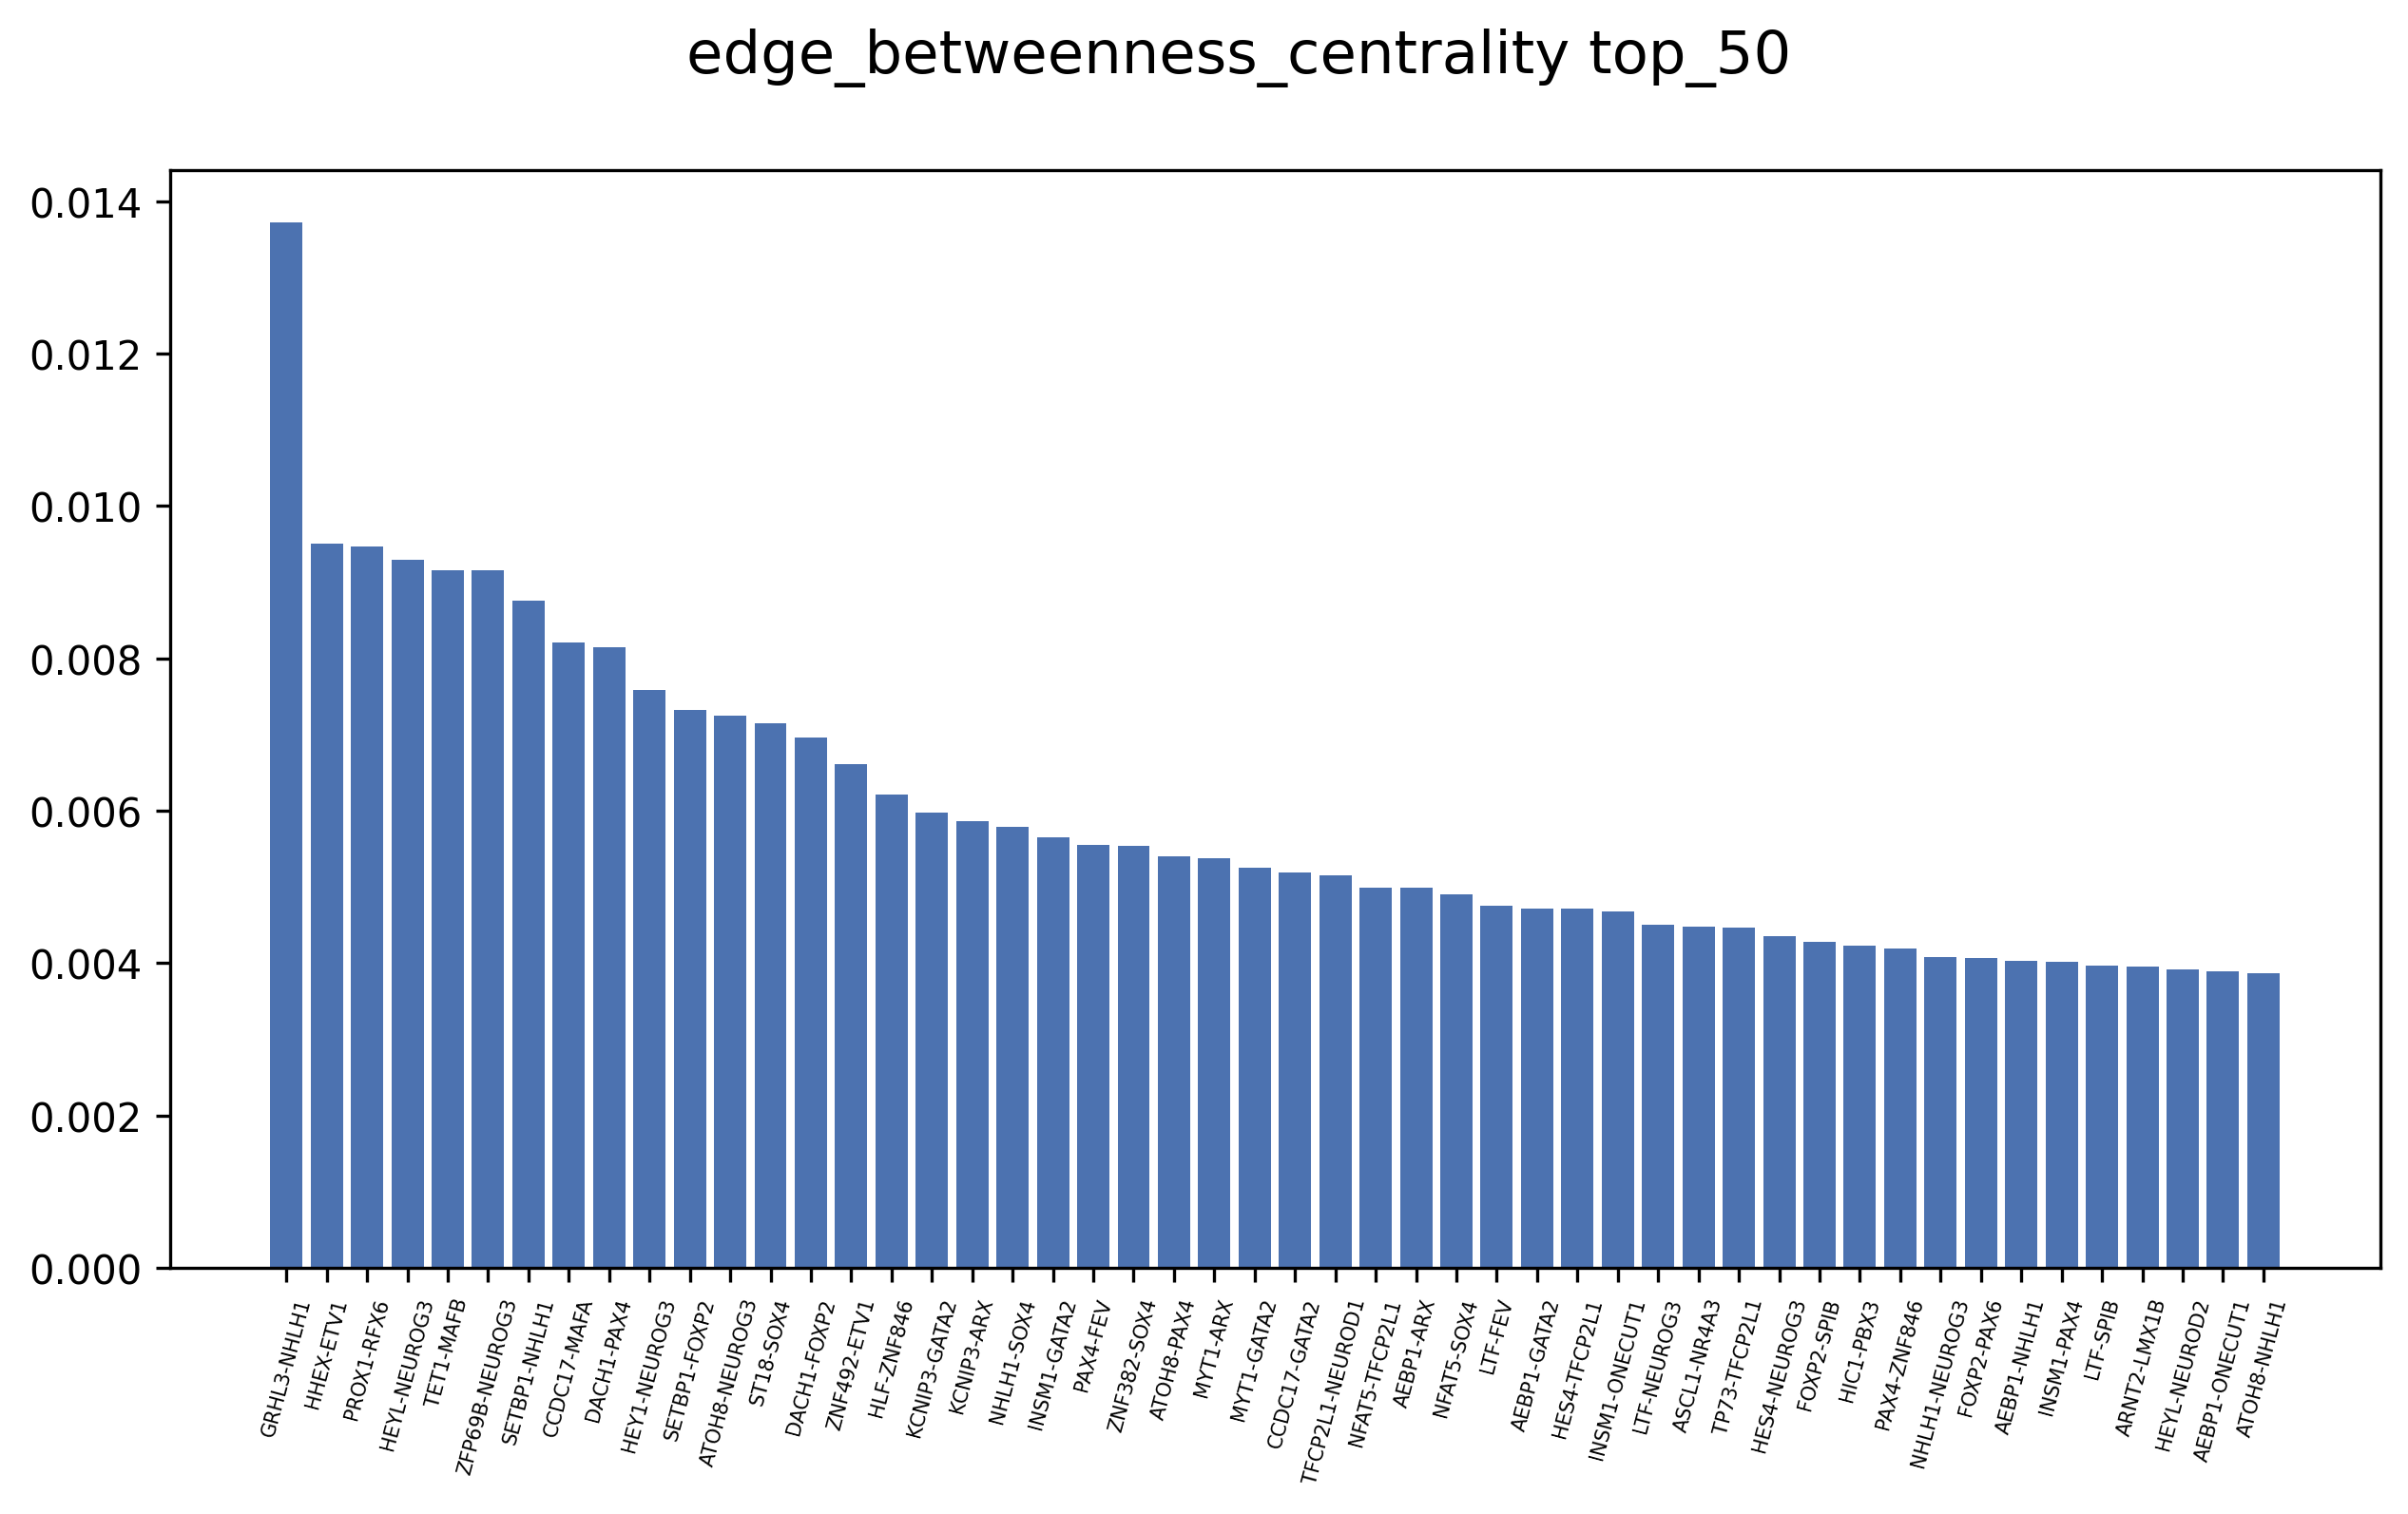 edge_betweenness_centrality top_50
0.014
0.012
0.010
0.008
0.006
0.004
0.002
0.000
GRHL3-NHLH1
HHEX-ETV1
PROX1-RFX6
HEYL-NEUROG3
TET1-MAFB
ZFP69B-NEUROG3
SETBP1-NHLH1
CCDC17-MAFA
DACH1-PAX4
HEY1-NEUROG3
SETBP1-FOXP2
ATOH8-NEUROG3
ST18-SOX4
DACH1-FOXP2
ZNF492-ETV1
HLF-ZNF846
KCNIP3-GATA2
KCNIP3-ARX
NHLH1-SOX4
INSM1-GATA2
PAX4-FEV
ZNF382-SOX4
ATOH8-PAX4
MYT1-ARX
MYT1-GATA2
CCDC17-GATA2
TFCP2L1-NEUROD1
NFAT5-TFCP2L1
AEBP1-ARX
NFAT5-SOX4
LTF-FEV
AEBP1-GATA2
HES4-TFCP2L1
INSM1-ONECUT1
LTF-NEUROG3
ASCL1-NR4A3
TP73-TFCP2L1
HES4-NEUROG3
FOXP2-SPIB
HIC1-PBX3
PAX4-ZNF846
NHLH1-NEUROG3
FOXP2-PAX6
AEBP1-NHLH1
INSM1-PAX4
LTF-SPIB
ARNT2-LMX1B
HEYL-NEUROD2
AEBP1-ONECUT1
ATOH8-NHLH1